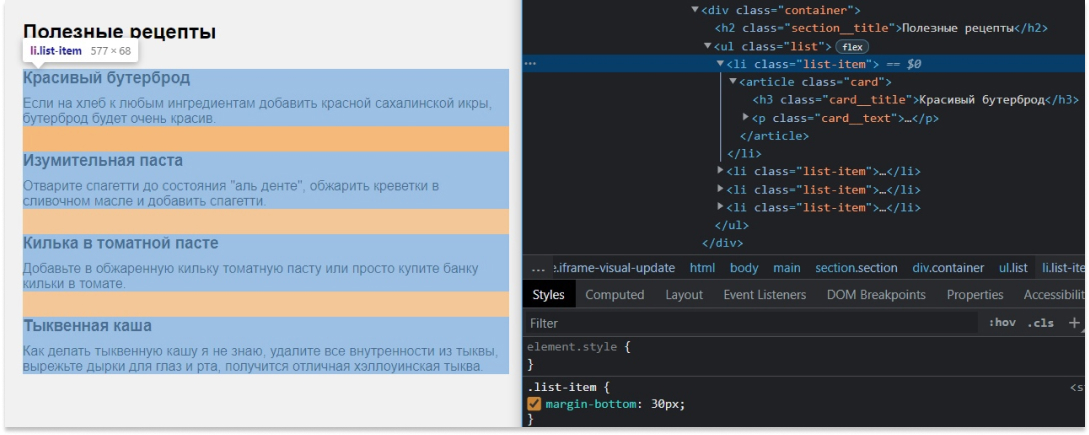 Полезные рецепты
li.list-item 577 × 68
Красивый бутерброд
Если на хлеб к любым ингредиентам добавить красной сахалинской икры,
бутерброд будет очень красив.
Изумительная паста
Отварите спагетти до состояния "аль денте", обжарить креветки в
сливочном масле и добавить спагетти.
Килька в томатной пасте
Добавьте в обжаренную кильку томатную пасту или просто купите банку
кильки в томате.
Тыквенная каша
Как делать тыквенную кашу я не знаю, удалите все внутренности из тыквы,
вырежьте дырки для глаз и рта, получится отличная хэллоуинская тыква.
<div class="container">
<h2 class="section__title">Полезные рецепты</h2>
<ul class="list"> flex
… <li class="list-item"> == $0
<article class="card">
<h3 class="card__title">Красивый бутерброд</h3>
<p class="card__text">…</p>
</article>
</li>
<li class="list-item">…</li>
<li class="list-item">…</li>
<li class="list-item">…</li>
</ul>
</div>
… e.iframe-visual-update html body main section.section div.container ul.list li.list-ite
Styles Computed Layout Event Listeners DOM Breakpoints Properties Accessibili
Filter :hov .cls +
element.style {
}
.list-item { <s
margin-bottom: 30px;
}